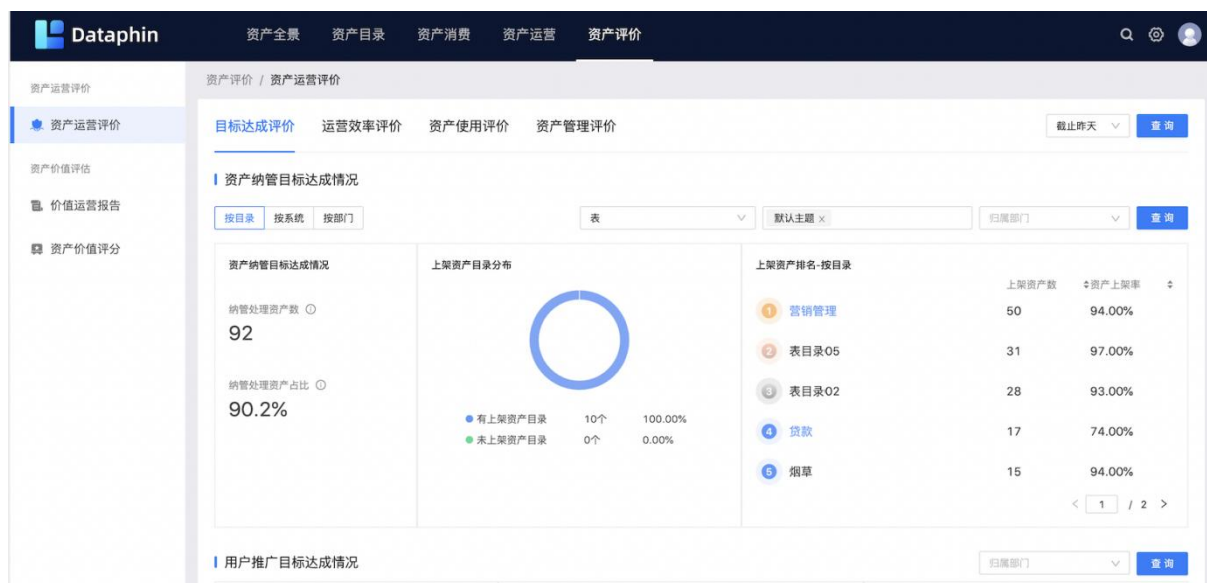 Dataphin 资产全景 资产目录 资产消费 资产运营 资产评价
资产运营评价
资产运营评价
资产价值评估
价值运营报告
资产价值评分
资产评价 / 资产运营评价
目标达成评价 运营效率评价 资产使用评价 资产管理评价 截止昨天 查询
资产纳管目标达成情况
按目录 按系统 按部门 表 默认主题 × 归属部门 查询
资产纳管目标达成情况
纳管处理资产数
92
纳管处理资产占比
90.2%
上架资产目录分布
有上架资产目录 10个 100.00%
未上架资产目录 0个 0.00%
上架资产排名-按目录
上架资产数 资产上架率
1 营销管理 50 94.00%
2 表目录05 31 97.00%
3 表目录02 28 93.00%
4 贷款 17 74.00%
5 烟草 15 94.00%
< 1 / 2 >
用户推广目标达成情况 归属部门 查询